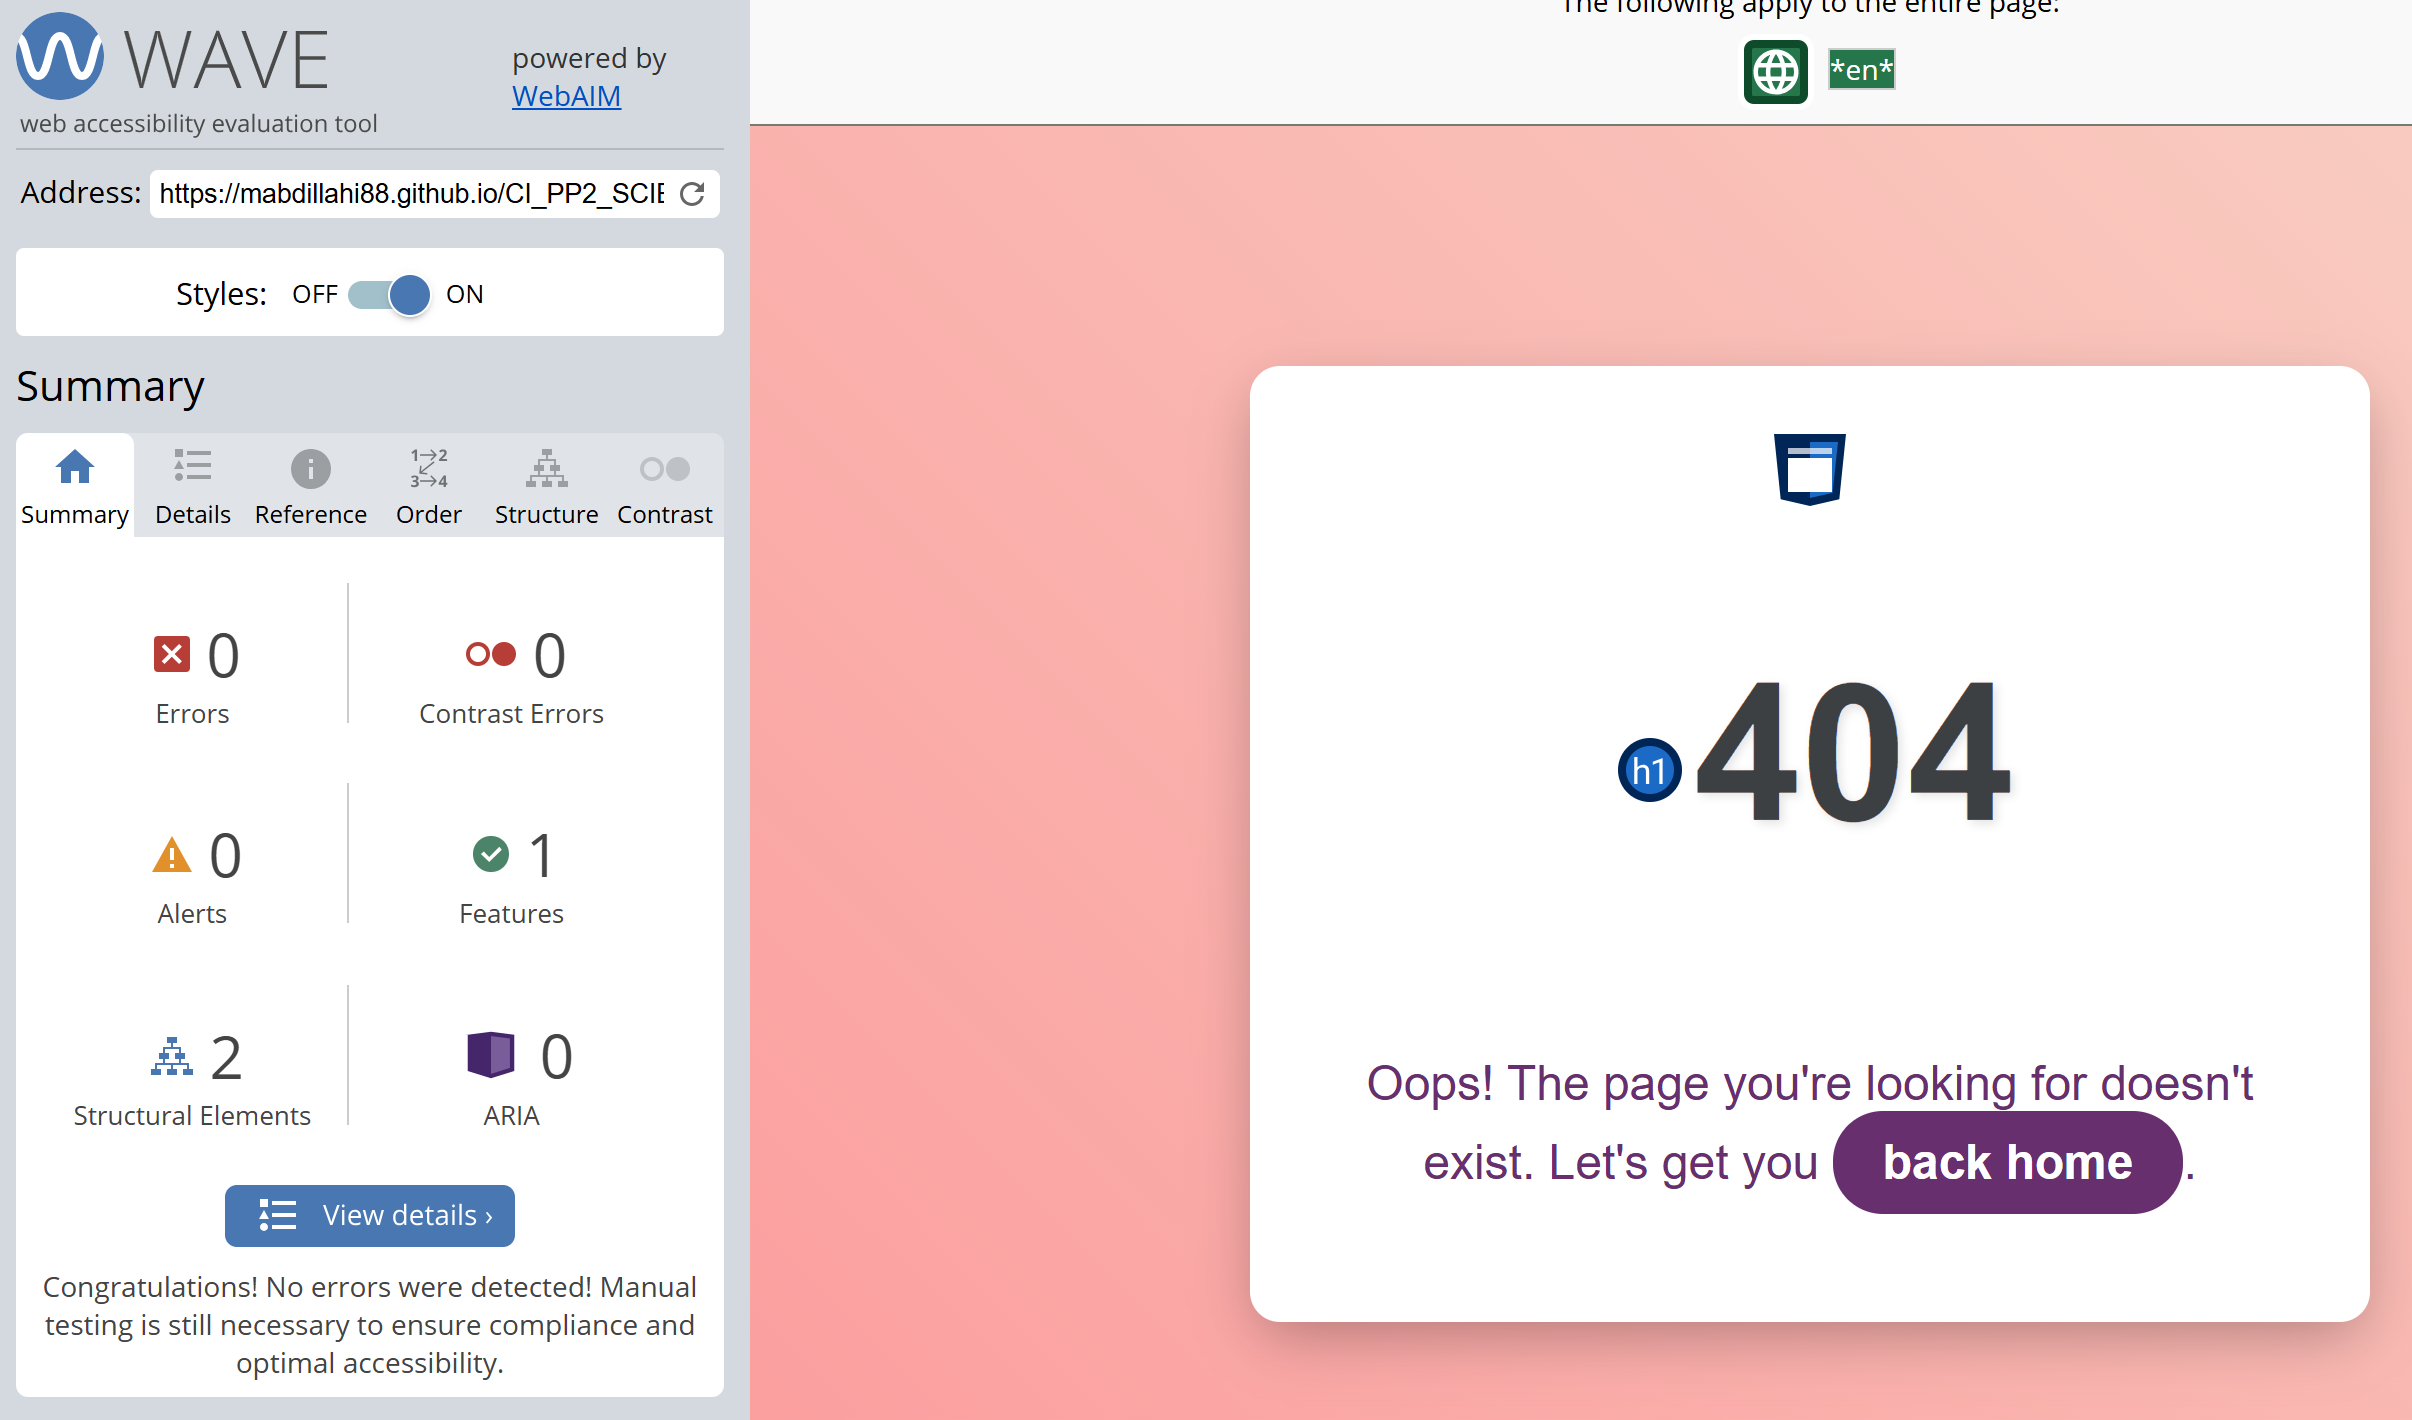 WAVE
powered by
WebAIM
web accessibility evaluation tool
Address: https://mabdillahi88.github.io/CI_PP2_SCIE
Styles: OFF ON
Summary
1→2
3→4
Summary Details Reference Order Structure Contrast
0 Errors
0 Contrast Errors
0 Alerts
1 Features
2 Structural Elements
0 ARIA
View details ›
Congratulations! No errors were detected! Manual
testing is still necessary to ensure compliance and
optimal accessibility.
The following apply to the entire page:
*en*
h1 404
Oops! The page you're looking for doesn't
exist. Let's get you back home.